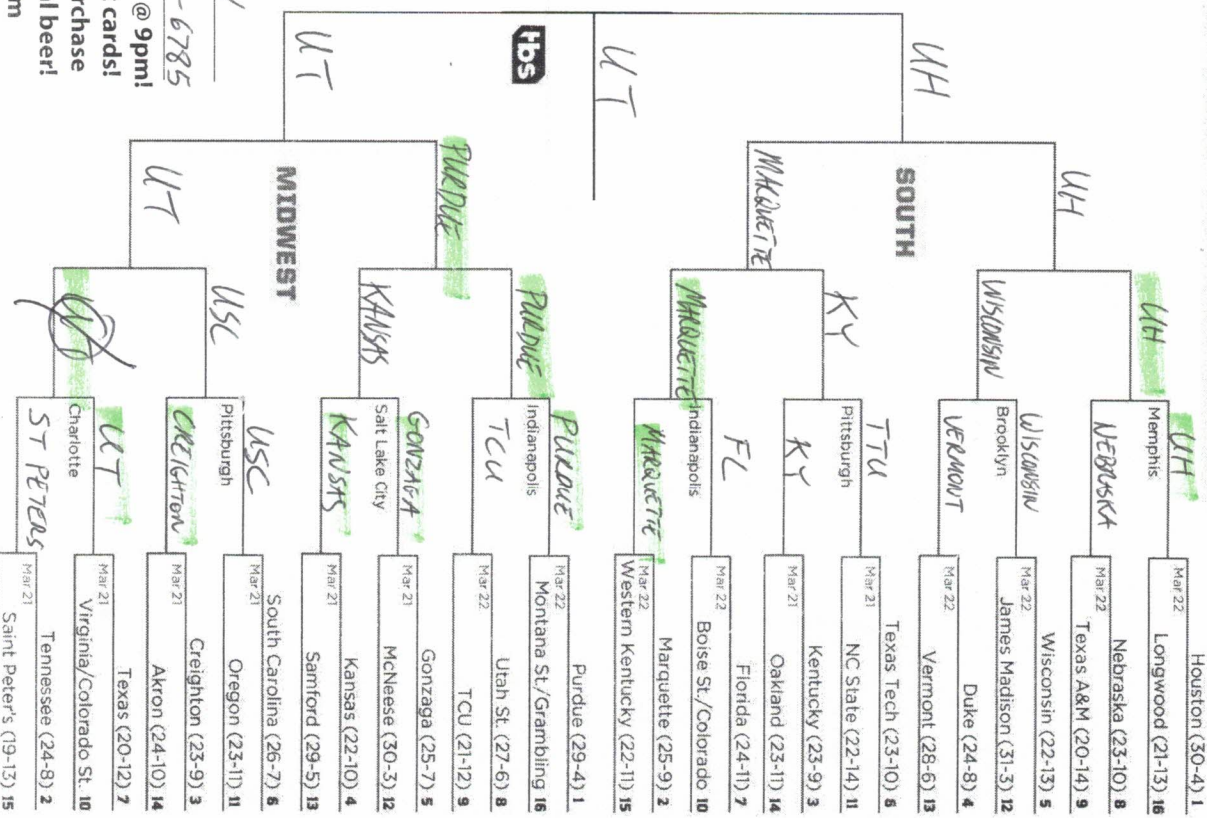 Houston (30-4) 1
UH
Mar 22
Longwood (21-13) 16
UH
Memphis
Nebraska (23-10) 8
NEBRASKA
Mar 22
Texas A&M (20-14) 9
UH
Wisconsin (22-13) 5
WISCONSIN
Mar 22
James Madison (31-3) 12
WISCONSIN
Brooklyn
Duke (24-8) 4
VERMONT
Mar 22
Vermont (28-6) 13
UH
SOUTH
Texas Tech (23-10) 6
TTU
Mar 21
NC State (22-14) 11
KY
Pittsburgh
Kentucky (23-9) 3
KY
Mar 21
Oakland (23-11) 14
MARQUETTE
Florida (24-11) 7
FL
Mar 22
Boise St./Colorado 10
MARQUETTE
Indianapolis
Marquette (25-9) 2
MARQUETTE
Mar 22
Western Kentucky (22-11) 15
UT
tbs
Purdue (29-4) 1
PURDUE
Mar 22
Montana St./Grambling 16
PURDUE
Indianapolis
Utah St. (27-6) 8
TCU
Mar 22
TCU (21-12) 9
PURDUE
Gonzaga (25-7) 5
GONZAGA
Mar 21
McNeese (30-3) 12
KANSAS
Salt Lake City
Kansas (22-10) 4
KANSAS
Mar 21
Samford (29-5) 13
UT
MIDWEST
South Carolina (26-7) 6
USC
Mar 21
Oregon (23-11) 11
USC
Pittsburgh
Creighton (23-9) 3
CREIGHTON
Mar 21
Akron (24-10) 14
UT
Texas (20-12) 7
UT
Mar 21
Virginia/Colorado St. 10
Charlotte
Tennessee (24-8) 2
ST PETERS
Mar 21
Saint Peter's (19-13) 15
-6785
@ 9pm!
cards!
rchase
l beer!
m